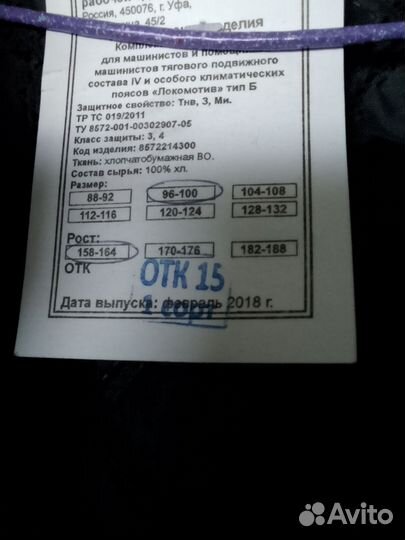 Россия, 450076, г. Уфа,
45/2
Компле
для машинистов и помощ
машинистов тягового подвижного
состава IV и особого климатических
поясов «Локомотив» тип Б
Защитное свойство: Тнв, З, Ми.
ТР ТС 019/2011
ТУ 8572-001-00302907-05
Класс защиты: 3, 4
Код изделия: 8572214300
Ткань: хлопчатобумажная ВО.
Состав сырья: 100% хл.
Размер:
88-92 96-100 104-108
112-116 120-124 128-132
Рост:
158-164 170-176 182-188
ОТК
ОТК 15
1 сорт
Дата выпуска: февраль 2018 г.
Avito